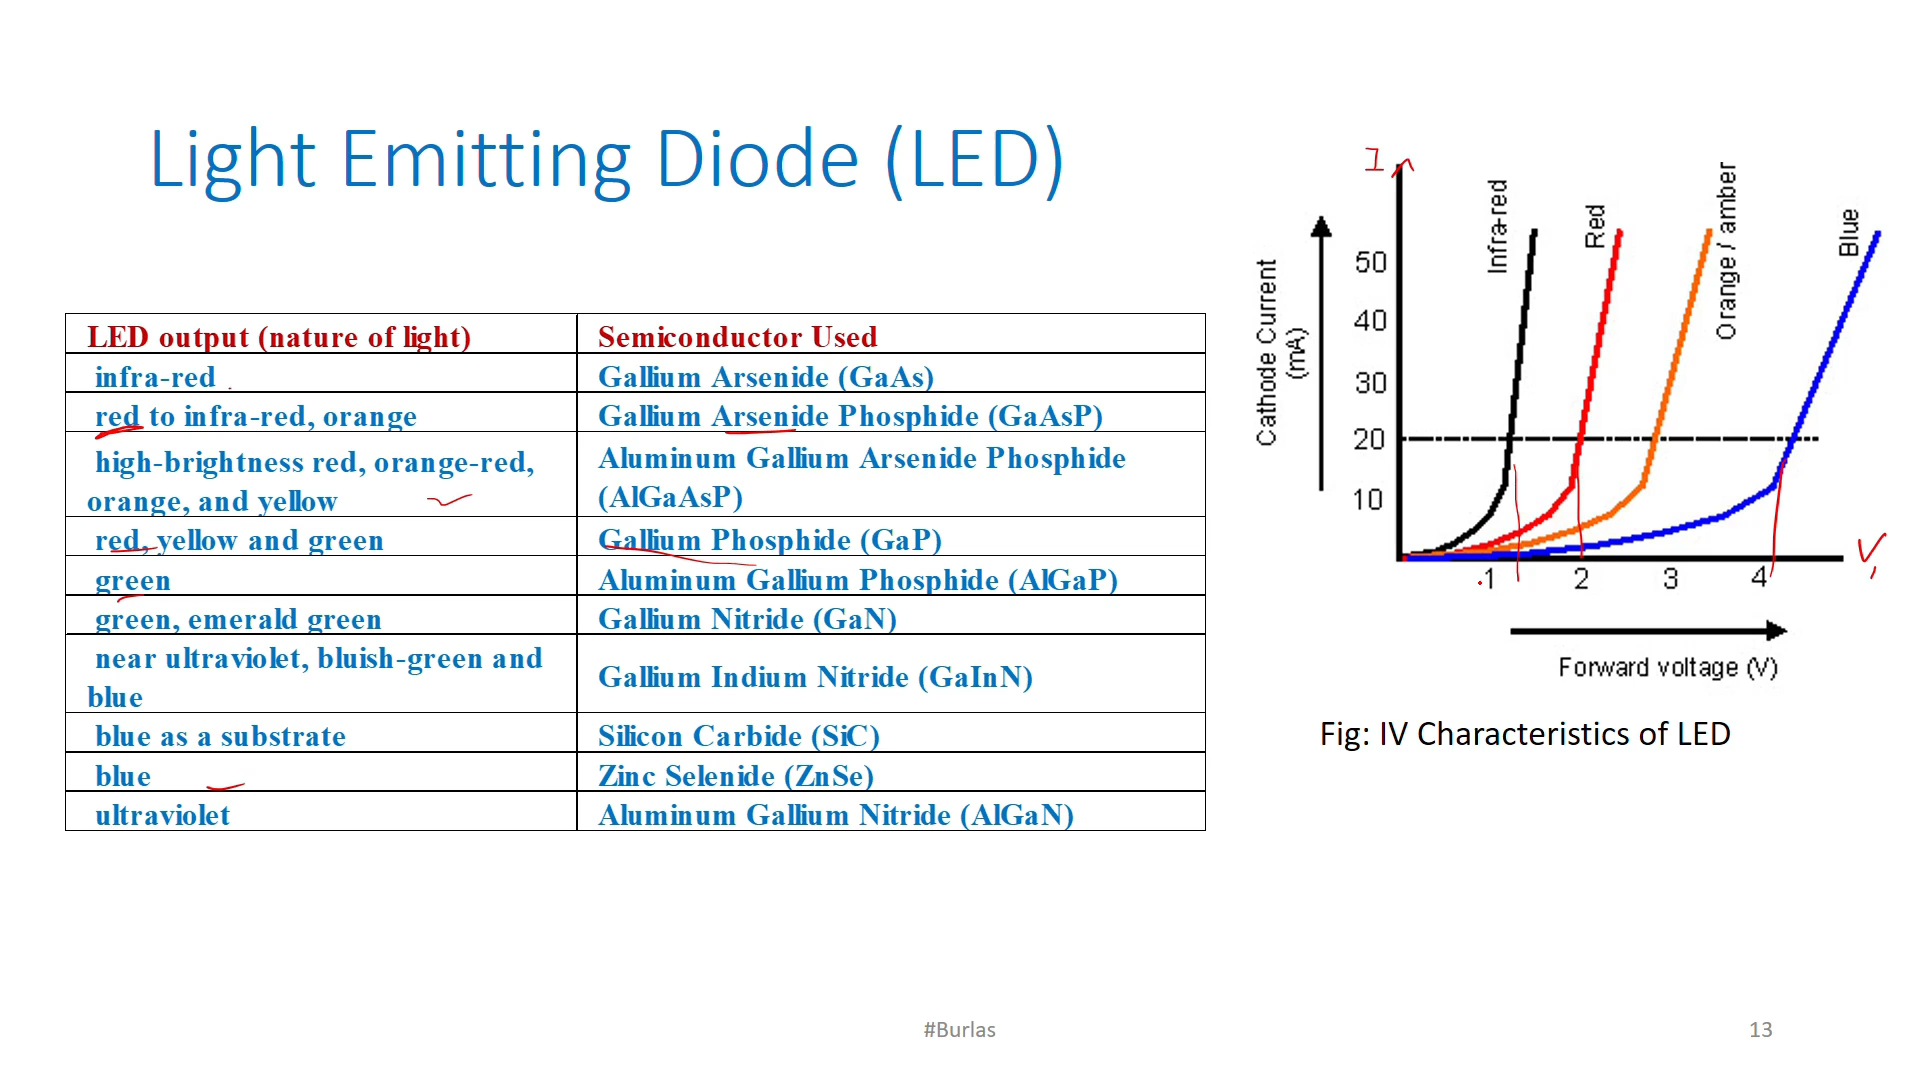 Light Emitting Diode (LED)
LED output (nature of light) Semiconductor Used
infra-red Gallium Arsenide (GaAs)
red to infra-red, orange Gallium Arsenide Phosphide (GaAsP)
high-brightness red, orange-red,
orange, and yellow
Aluminum Gallium Arsenide Phosphide
(AlGaAsP)
red, yellow and green Gallium Phosphide (GaP)
green Aluminum Gallium Phosphide (AlGaP)
green, emerald green Gallium Nitride (GaN)
near ultraviolet, bluish-green and
blue
Gallium Indium Nitride (GaInN)
blue as a substrate Silicon Carbide (SiC)
blue Zinc Selenide (ZnSe)
ultraviolet Aluminum Gallium Nitride (AlGaN)
I
Cathode Current
(mA)
50
40
30
20
10
Infra-red
Red
Orange / amber
Blue
1 2 3 4
V
Forward voltage (V)
Fig: IV Characteristics of LED
#Burlas
13